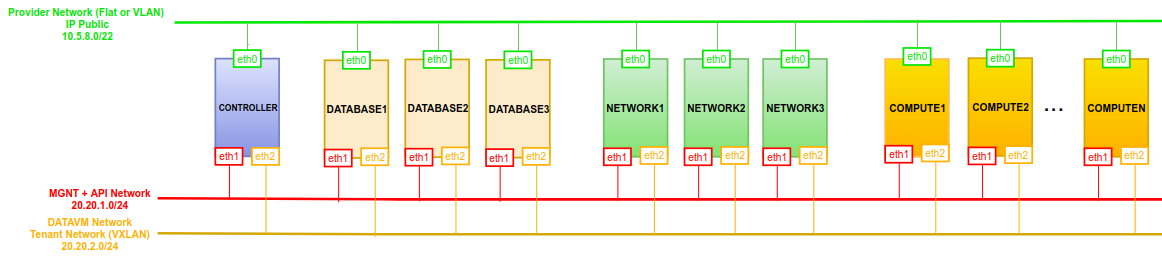 Provider Network (Flat or VLAN)
IP Public
10.5.8.0/22
eth0 eth0 eth0 eth0 eth0 eth0 eth0 eth0 eth0 eth0
CONTROLLER DATABASE1 DATABASE2 DATABASE3 NETWORK1 NETWORK2 NETWORK3 COMPUTE1 COMPUTE2 ... COMPUTEN
eth1 eth2 eth1 eth2 eth1 eth2 eth1 eth2 eth1 eth2 eth1 eth2 eth1 eth2 eth1 eth2 eth1 eth2 eth1 eth2
MGNT + API Network
20.20.1.0/24
DATAVM Network
Tenant Network (VXLAN)
20.20.2.0/24